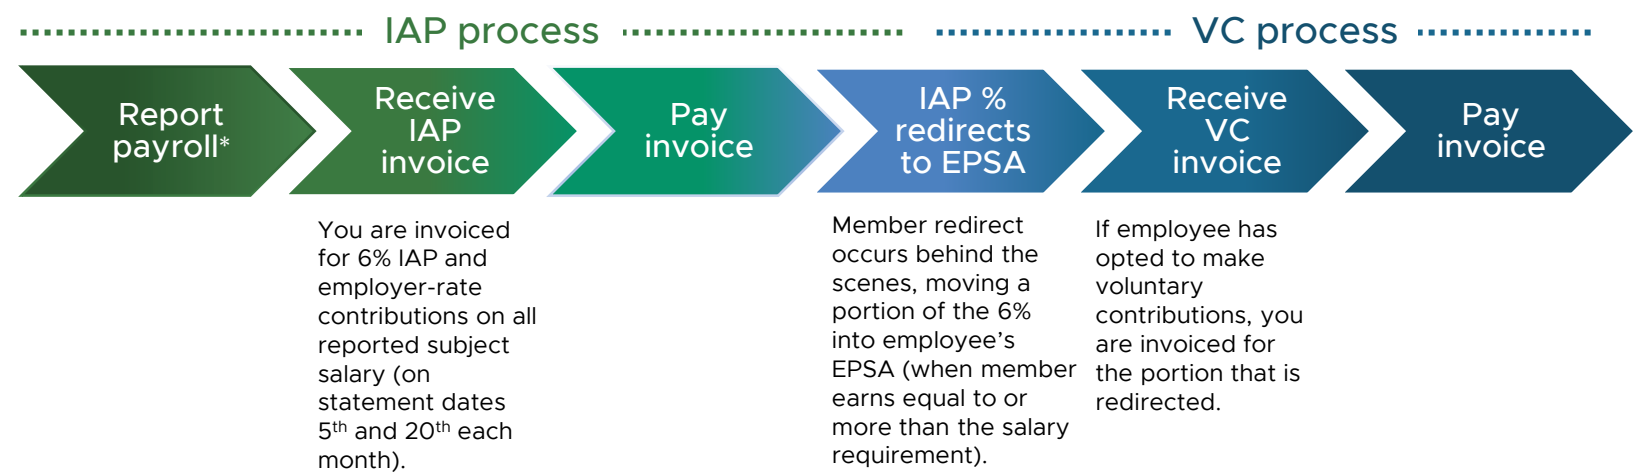 IAP process
VC process
Report
payroll*
Receive
IAP
invoice
Pay
invoice
IAP %
redirects
to EPSA
Receive
VC
invoice
Pay
invoice
You are invoiced
for 6% IAP and
employer-rate
contributions on all
reported subject
salary (on
statement dates
5th and 20th each
month).
Member redirect
occurs behind the
scenes, moving a
portion of the 6%
into employee’s
EPSA (when member
earns equal to or
more than the salary
requirement).
If employee has
opted to make
voluntary
contributions, you
are invoiced for
the portion that is
redirected.